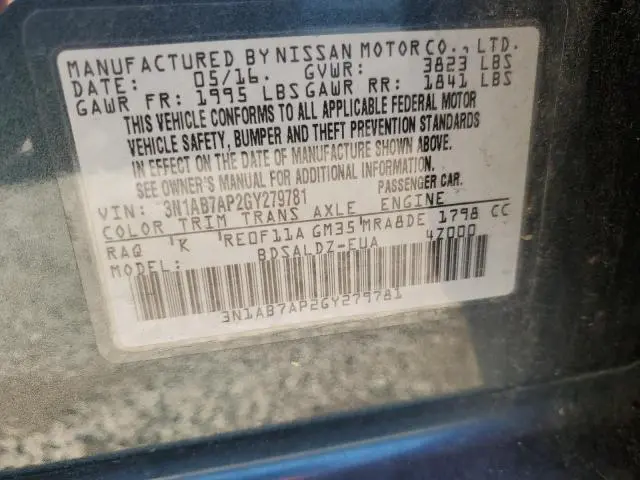 MANUFACTURED BY NISSAN MOTOR CO., LTD.
DATE: 05/16. GVWR: 3823 LBS
GAWR FR: 1995 LBS GAWR RR: 1841 LBS
THIS VEHICLE CONFORMS TO ALL APPLICABLE FEDERAL MOTOR
VEHICLE SAFETY, BUMPER AND THEFT PREVENTION STANDARDS
IN EFFECT ON THE DATE OF MANUFACTURE SHOWN ABOVE.
SEE OWNER'S MANUAL FOR ADDITIONAL INFORMATION.
VIN: 3N1AB7AP2GY279781 PASSENGER CAR.
COLOR TRIM TRANS AXLE ENGINE
RAQ K RE0F11A GM35 MRA8DE 1798 CC
MODEL: BDSALDZ-EUA 4Z000
3N1AB7AP2GY279781